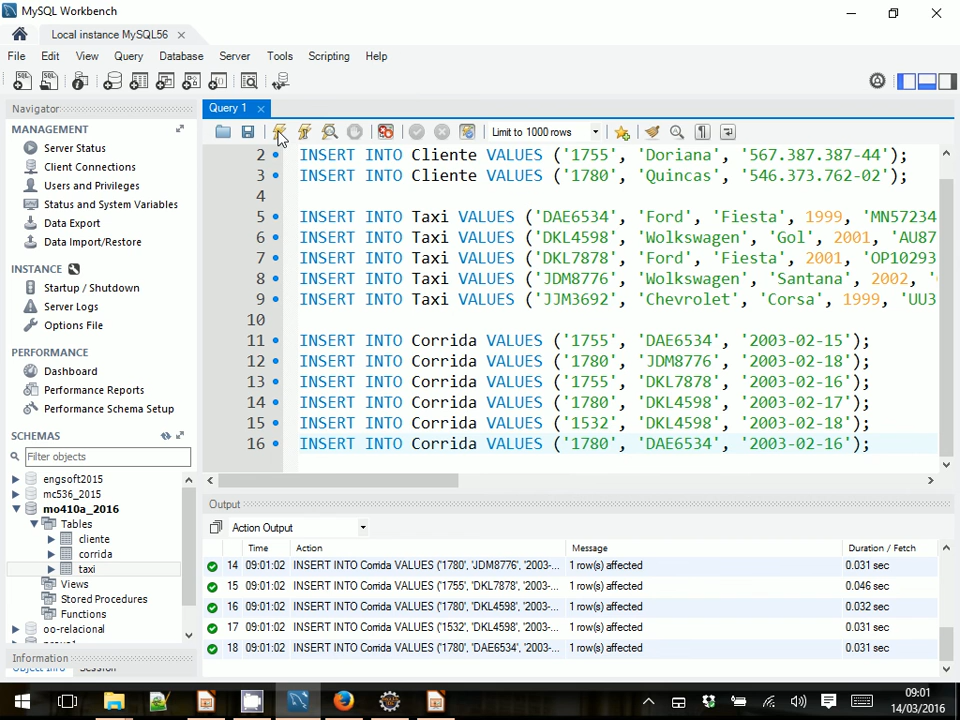 MySQL Workbench
Local instance MySQL56
File Edit View Query Database Server Tools Scripting Help
Navigator
MANAGEMENT
Server Status
Client Connections
Users and Privileges
Status and System Variables
Data Export
Data Import/Restore
INSTANCE
Startup / Shutdown
Server Logs
Options File
PERFORMANCE
Dashboard
Performance Reports
Performance Schema Setup
SCHEMAS
Filter objects
engsoft2015
mc536_2015
mo410a_2016
Tables
cliente
corrida
taxi
Views
Stored Procedures
Functions
oo-relacional
Information
Object Info Session
Query 1
Limit to 1000 rows
2 INSERT INTO Cliente VALUES ('1755', 'Doriana', '567.387.387-44');
3 INSERT INTO Cliente VALUES ('1780', 'Quincas', '546.373.762-02');
4
5 INSERT INTO Taxi VALUES ('DAE6534', 'Ford', 'Fiesta', 1999, 'MN57234
6 INSERT INTO Taxi VALUES ('DKL4598', 'Wolkswagen', 'Gol', 2001, 'AU87
7 INSERT INTO Taxi VALUES ('DKL7878', 'Ford', 'Fiesta', 2001, 'OP10293
8 INSERT INTO Taxi VALUES ('JDM8776', 'Wolkswagen', 'Santana', 2002, '
9 INSERT INTO Taxi VALUES ('JJM3692', 'Chevrolet', 'Corsa', 1999, 'UU3
10
11 INSERT INTO Corrida VALUES ('1755', 'DAE6534', '2003-02-15');
12 INSERT INTO Corrida VALUES ('1780', 'JDM8776', '2003-02-18');
13 INSERT INTO Corrida VALUES ('1755', 'DKL7878', '2003-02-16');
14 INSERT INTO Corrida VALUES ('1780', 'DKL4598', '2003-02-17');
15 INSERT INTO Corrida VALUES ('1532', 'DKL4598', '2003-02-18');
16 INSERT INTO Corrida VALUES ('1780', 'DAE6534', '2003-02-16');
Output
Action Output
Time Action Message Duration / Fetch
14 09:01:02 INSERT INTO Corrida VALUES ('1780', 'JDM8776', '2003-... 1 row(s) affected 0.031 sec
15 09:01:02 INSERT INTO Corrida VALUES ('1755', 'DKL7878', '2003-... 1 row(s) affected 0.046 sec
16 09:01:02 INSERT INTO Corrida VALUES ('1780', 'DKL4598', '2003-... 1 row(s) affected 0.032 sec
17 09:01:02 INSERT INTO Corrida VALUES ('1532', 'DKL4598', '2003-... 1 row(s) affected 0.031 sec
18 09:01:02 INSERT INTO Corrida VALUES ('1780', 'DAE6534', '2003-... 1 row(s) affected 0.031 sec
09:01
14/03/2016